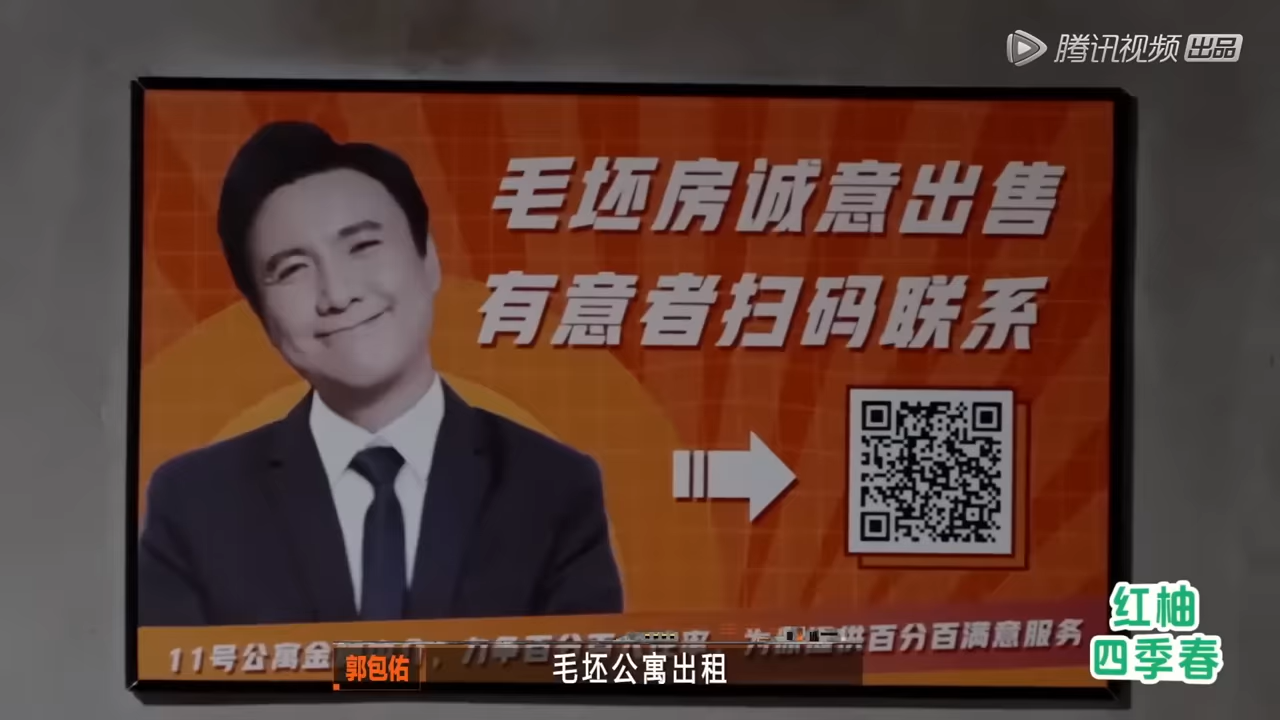 腾讯视频 出品
毛坯房诚意出售
有意者扫码联系
11号公寓金
百分百满意服务
郭包佑 毛坯公寓出租
红柚
四季春